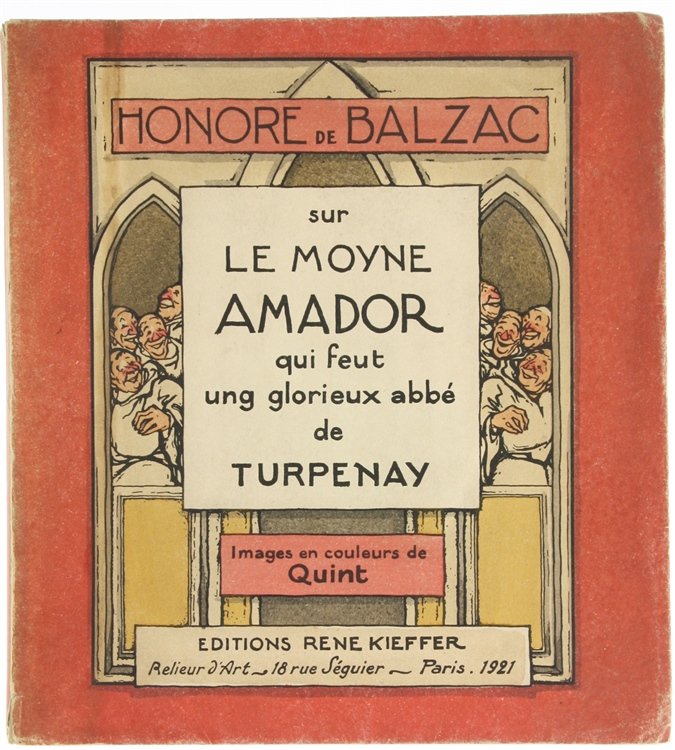 HONORE DE BALZAC
sur
LE MOYNE
AMADOR
qui feut
ung glorieux abbé
de
TURPENAY
Images en couleurs de
Quint
EDITIONS RENE KIEFFER
Relieur d'Art ~ 18 rue Séguier ~ Paris. 1921